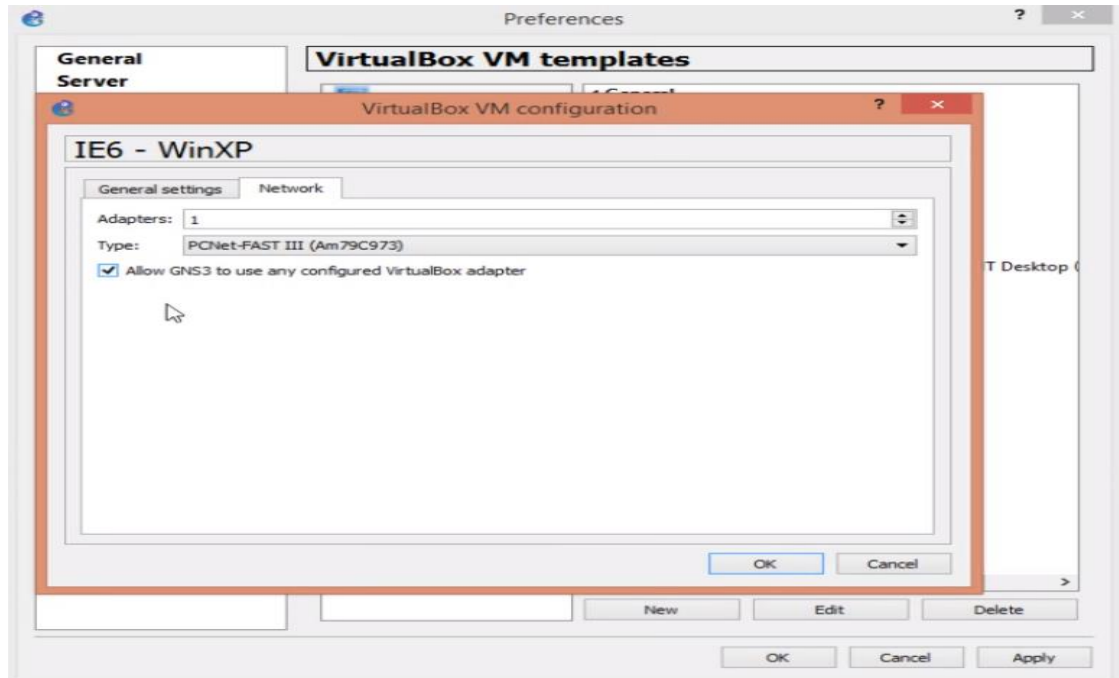 Preferences
?
General
VirtualBox VM templates
Server
VirtualBox VM configuration
?
IE6 - WinXP
General settings
Network
Adapters: 1
Type: PCNet-FAST III (Am79C973)
Allow GNS3 to use any configured VirtualBox adapter
T Desktop (
OK
Cancel
New
Edit
Delete
OK
Cancel
Apply